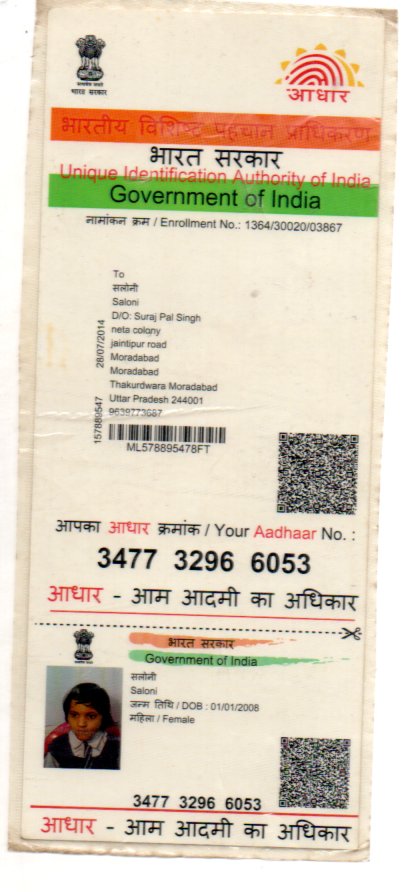 भारत सरकार
आधार
भारतीय विशिष्ट पहचान प्राधिकरण
भारत सरकार
Unique Identification Authority of India
Government of India
नामांकन क्रम / Enrollment No.: 1364/30020/03867
To
सलोनी
Saloni
D/O: Suraj Pal Singh
neta colony
jaintipur road
Moradabad
Moradabad
Thakurdwara Moradabad
Uttar Pradesh 244001
9639773687
28/07/2014
157889547
ML578895478FT
आपका आधार क्रमांक / Your Aadhaar No. :
3477 3296 6053
आधार - आम आदमी का अधिकार
भारत सरकार
Government of India
सलोनी
Saloni
जन्म तिथि / DOB : 01/01/2008
महिला / Female
3477 3296 6053
आधार - आम आदमी का अधिकार